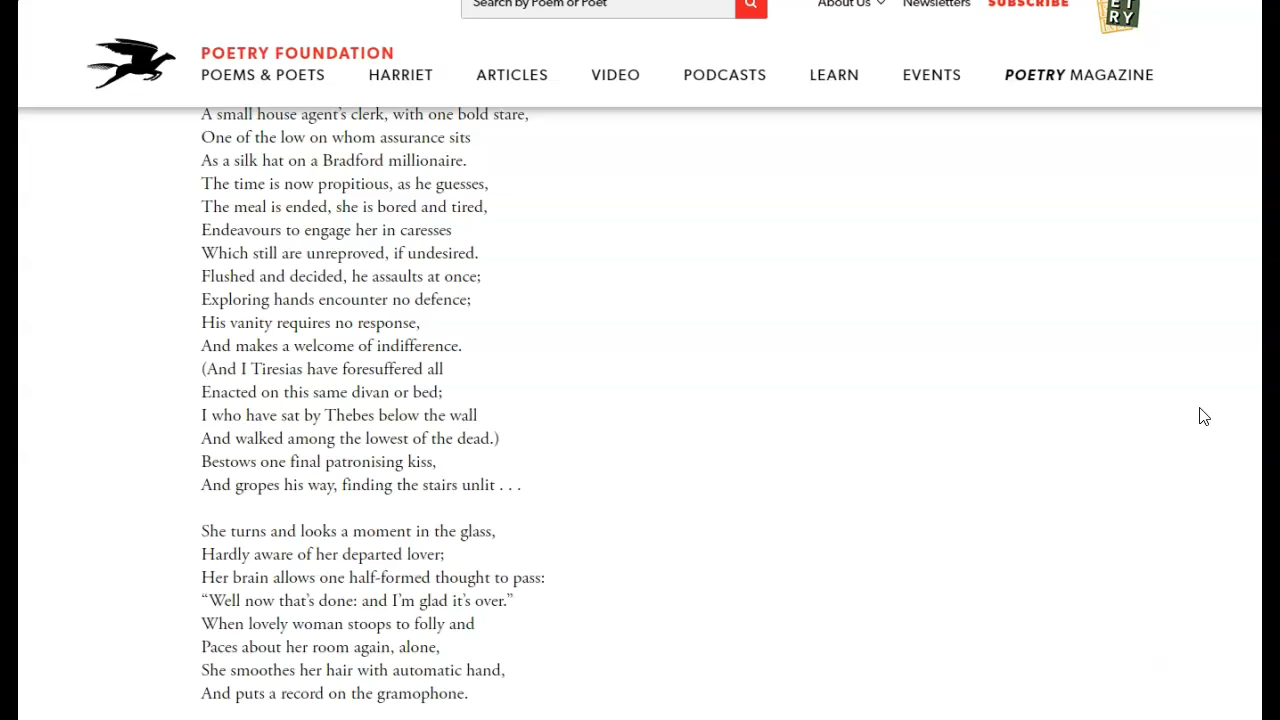 Search by Poem or Poet
About Us
Newsletters
SUBSCRIBE
ET
RY
POETRY FOUNDATION
POEMS & POETS
HARRIET
ARTICLES
VIDEO
PODCASTS
LEARN
EVENTS
POETRY MAGAZINE
A small house agent’s clerk, with one bold stare,
One of the low on whom assurance sits
As a silk hat on a Bradford millionaire.
The time is now propitious, as he guesses,
The meal is ended, she is bored and tired,
Endeavours to engage her in caresses
Which still are unreproved, if undesired.
Flushed and decided, he assaults at once;
Exploring hands encounter no defence;
His vanity requires no response,
And makes a welcome of indifference.
(And I Tiresias have foresuffered all
Enacted on this same divan or bed;
I who have sat by Thebes below the wall
And walked among the lowest of the dead.)
Bestows one final patronising kiss,
And gropes his way, finding the stairs unlit . . .
She turns and looks a moment in the glass,
Hardly aware of her departed lover;
Her brain allows one half-formed thought to pass:
“Well now that’s done: and I’m glad it’s over.”
When lovely woman stoops to folly and
Paces about her room again, alone,
She smoothes her hair with automatic hand,
And puts a record on the gramophone.